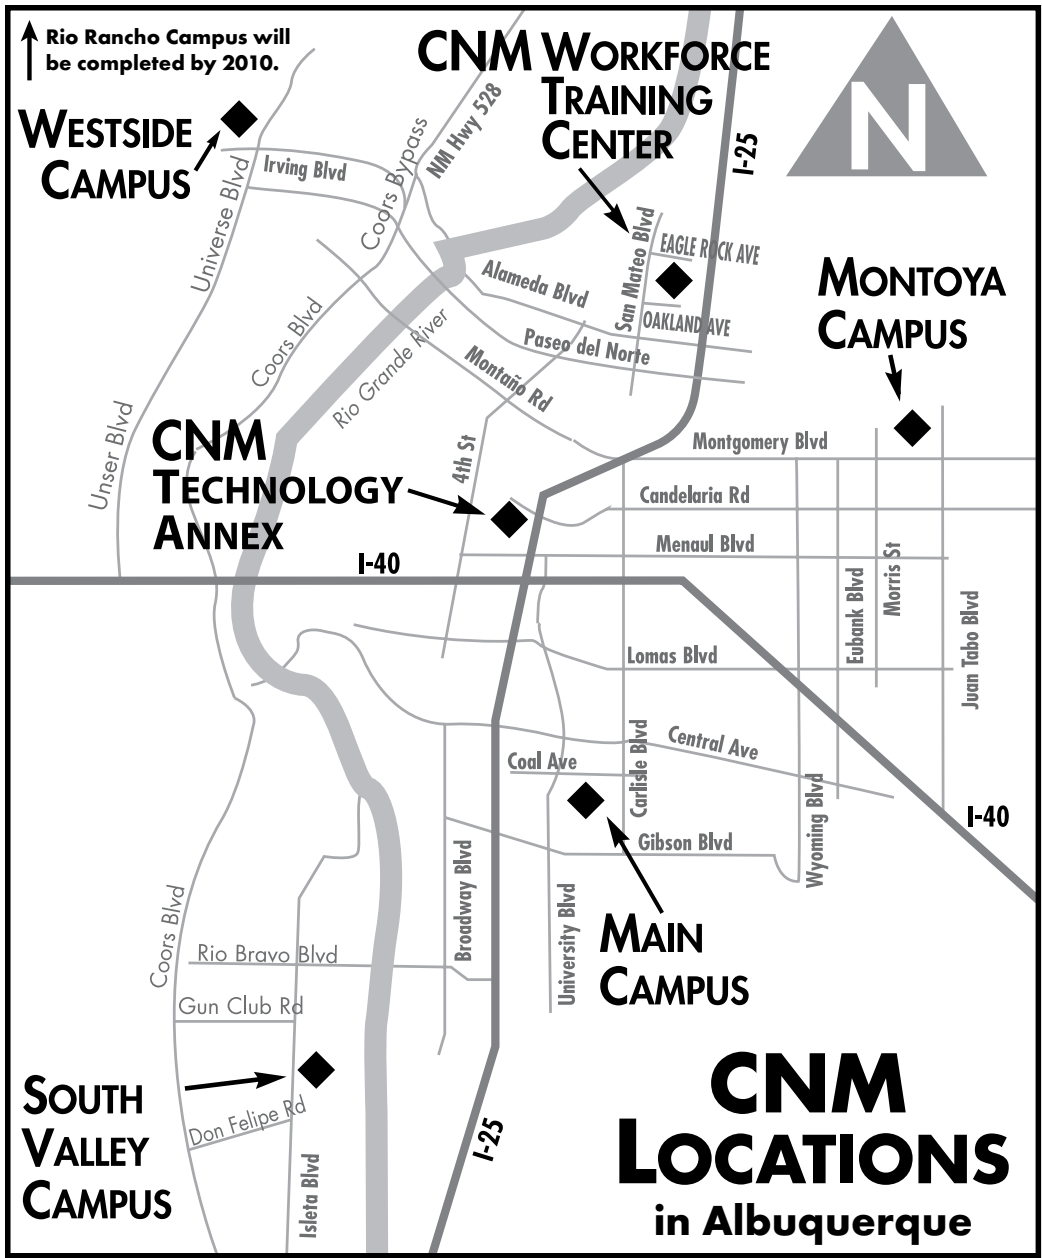 Rio Rancho Campus will
be completed by 2010.
CNM WORKFORCE
TRAINING
CENTER
WESTSIDE
CAMPUS
NM Hwy 528
Coors Bypass
I-25
Irving Blvd
Universe Blvd
San Mateo Blvd
EAGLE ROCK AVE
N
Alameda Blvd
OAKLAND AVE
MONTOYA
CAMPUS
Coors Blvd
Rio Grande River
Paseo del Norte
Montaño Rd
Unser Blvd
CNM
TECHNOLOGY
ANNEX
4th St
Montgomery Blvd
Candelaria Rd
Menaul Blvd
I-40
Eubank Blvd
Morris St
Juan Tabo Blvd
Lomas Blvd
Central Ave
Coal Ave
Carlisle Blvd
Wyoming Blvd
I-40
Gibson Blvd
Broadway Blvd
University Blvd
MAIN
CAMPUS
Coors Blvd
Rio Bravo Blvd
Gun Club Rd
SOUTH
VALLEY
CAMPUS
Don Felipe Rd
Isleta Blvd
I-25
CNM
LOCATIONS
in Albuquerque